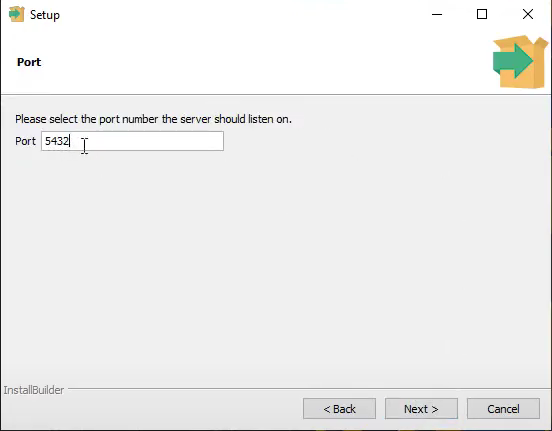 Setup
Port
Please select the port number the server should listen on.
Port 5432
InstallBuilder
< Back Next > Cancel